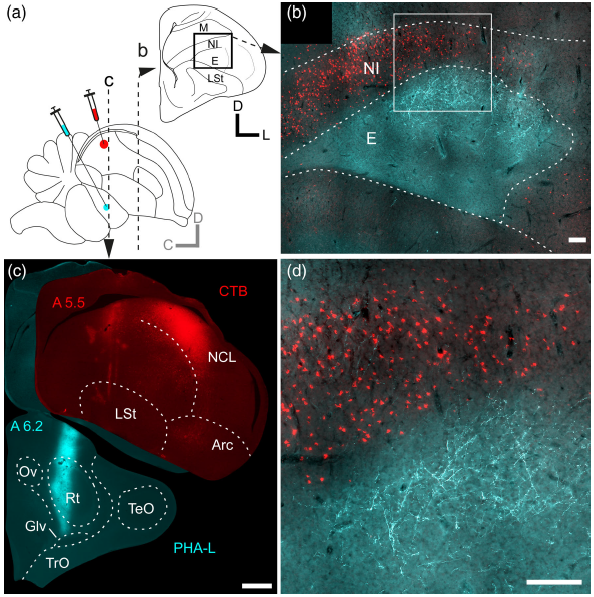 (a)
M
NI
E
LSt
b
c
D
L
D
C
(b)
NI
E
(c)
CTB
A 5.5
NCL
LSt
Arc
A 6.2
Ov
Rt
TeO
Glv
PHA-L
TrO
(d)